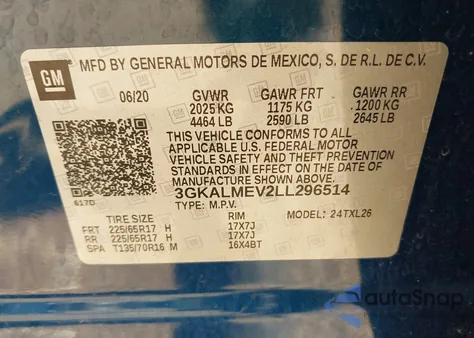 GM
MFD BY GENERAL MOTORS DE MEXICO, S. DE R.L. DE C.V.
06/20 GVWR GAWR FRT GAWR RR
2025 KG 1175 KG 1200 KG
4464 LB 2590 LB 2645 LB
THIS VEHICLE CONFORMS TO ALL
APPLICABLE U.S. FEDERAL MOTOR
VEHICLE SAFETY AND THEFT PREVENTION
STANDARDS IN EFFECT ON THE DATE OF
MANUFACTURE SHOWN ABOVE.
3GKALMEV2LL296514
617D TYPE: M.P.V. 24TXL26
TIRE SIZE RIM
FRT 225/65R17 H 17X7J
RR 225/65R17 H 17X7J
SPA T135/70R16 M 16X4BT
autoSnap